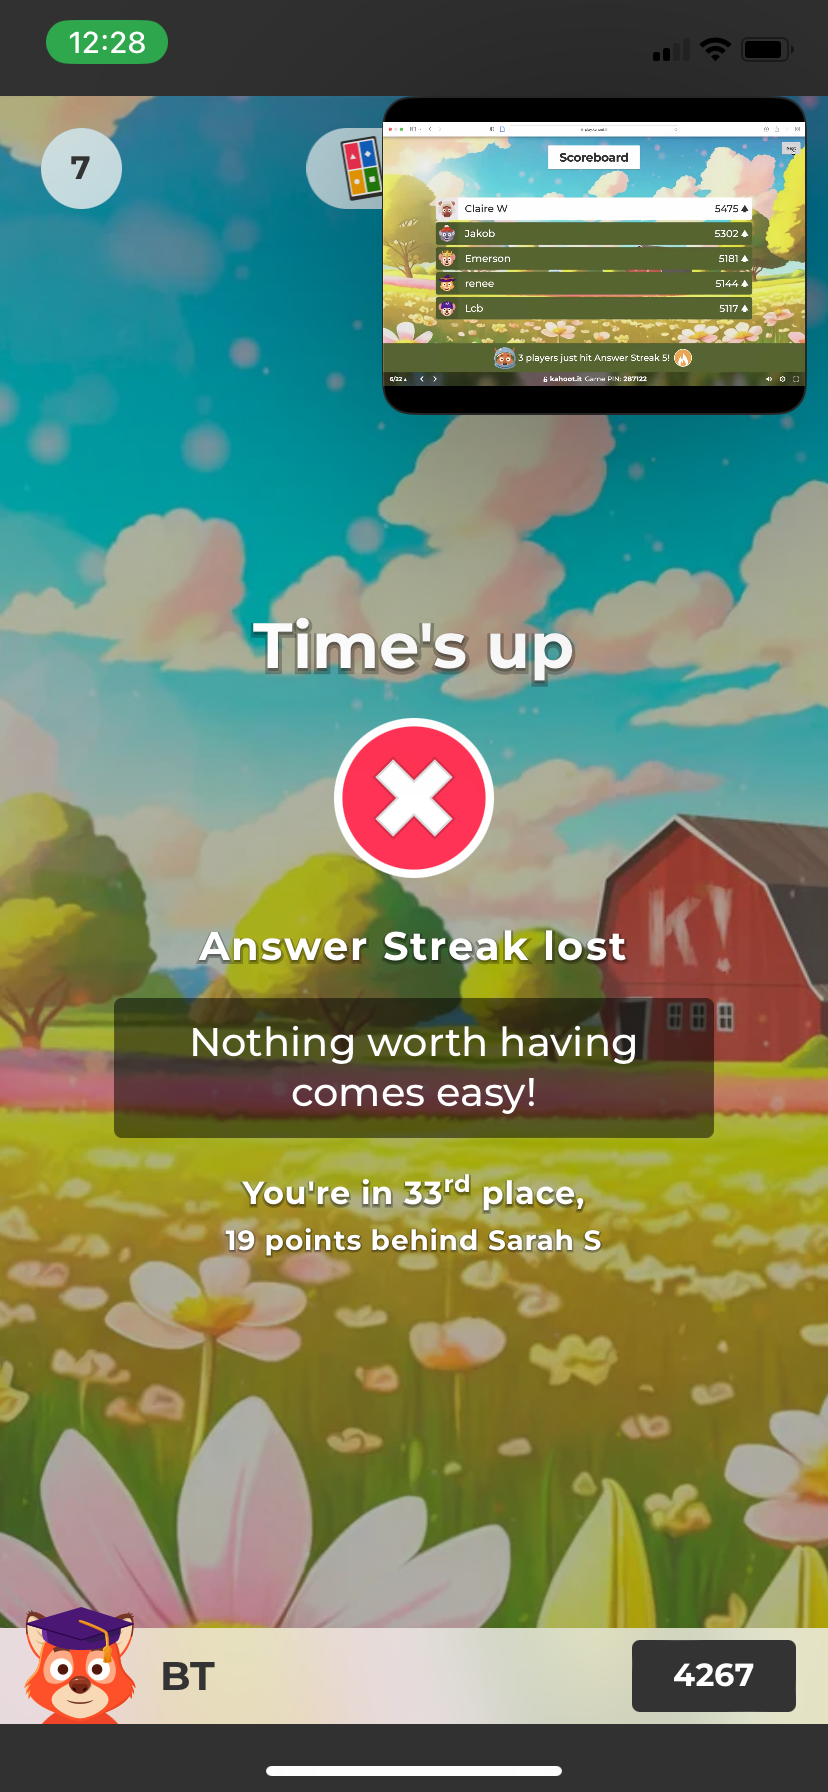 12:28
7
Scoreboard
Claire W 5475
Jakob 5302
Emerson 5181
renee 5144
Lcb 5117
3 players just hit Answer Streak 5!
6/22
kahoot.it Game PIN: 287122
Time's up
K!
Answer Streak lost
Nothing worth having
comes easy!
You're in 33rd place,
19 points behind Sarah S
BT
4267